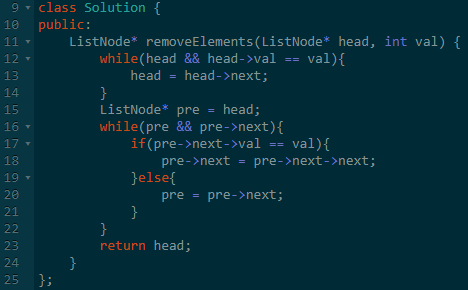 9 class Solution {
10 public:
11     ListNode* removeElements(ListNode* head, int val) {
12         while(head && head->val == val){
13             head = head->next;
14         }
15         ListNode* pre = head;
16         while(pre && pre->next){
17             if(pre->next->val == val){
18                 pre->next = pre->next->next;
19             }else{
20                 pre = pre->next;
21             }
22         }
23         return head;
24     }
25 };